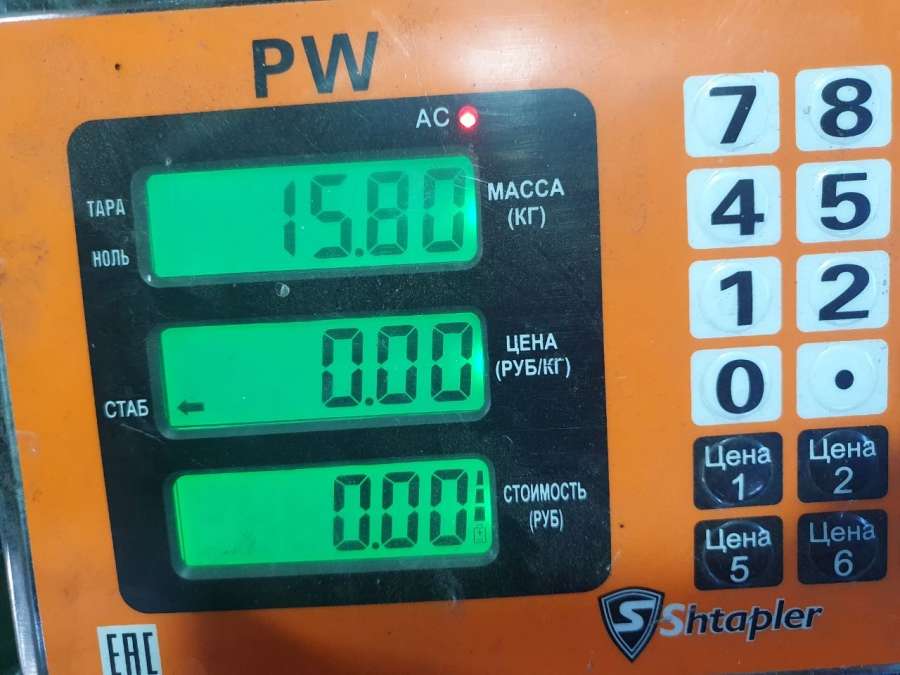 PW
AC
ТАРА
НОЛЬ
15.80
МАССА
(КГ)
СТАБ
0.00
ЦЕНА
(РУБ/КГ)
0.00
СТОИМОСТЬ
(РУБ)
7 8
4 5
1 2
0 .
Цена 1
Цена 2
Цена 5
Цена 6
S
Shtapler
EAC